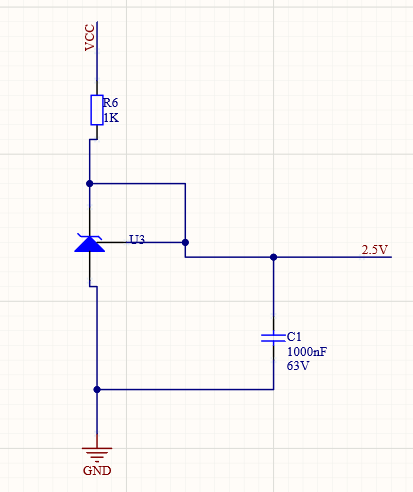 VCC
R6
1K
U3
2.5V
C1
1000nF
63V
GND